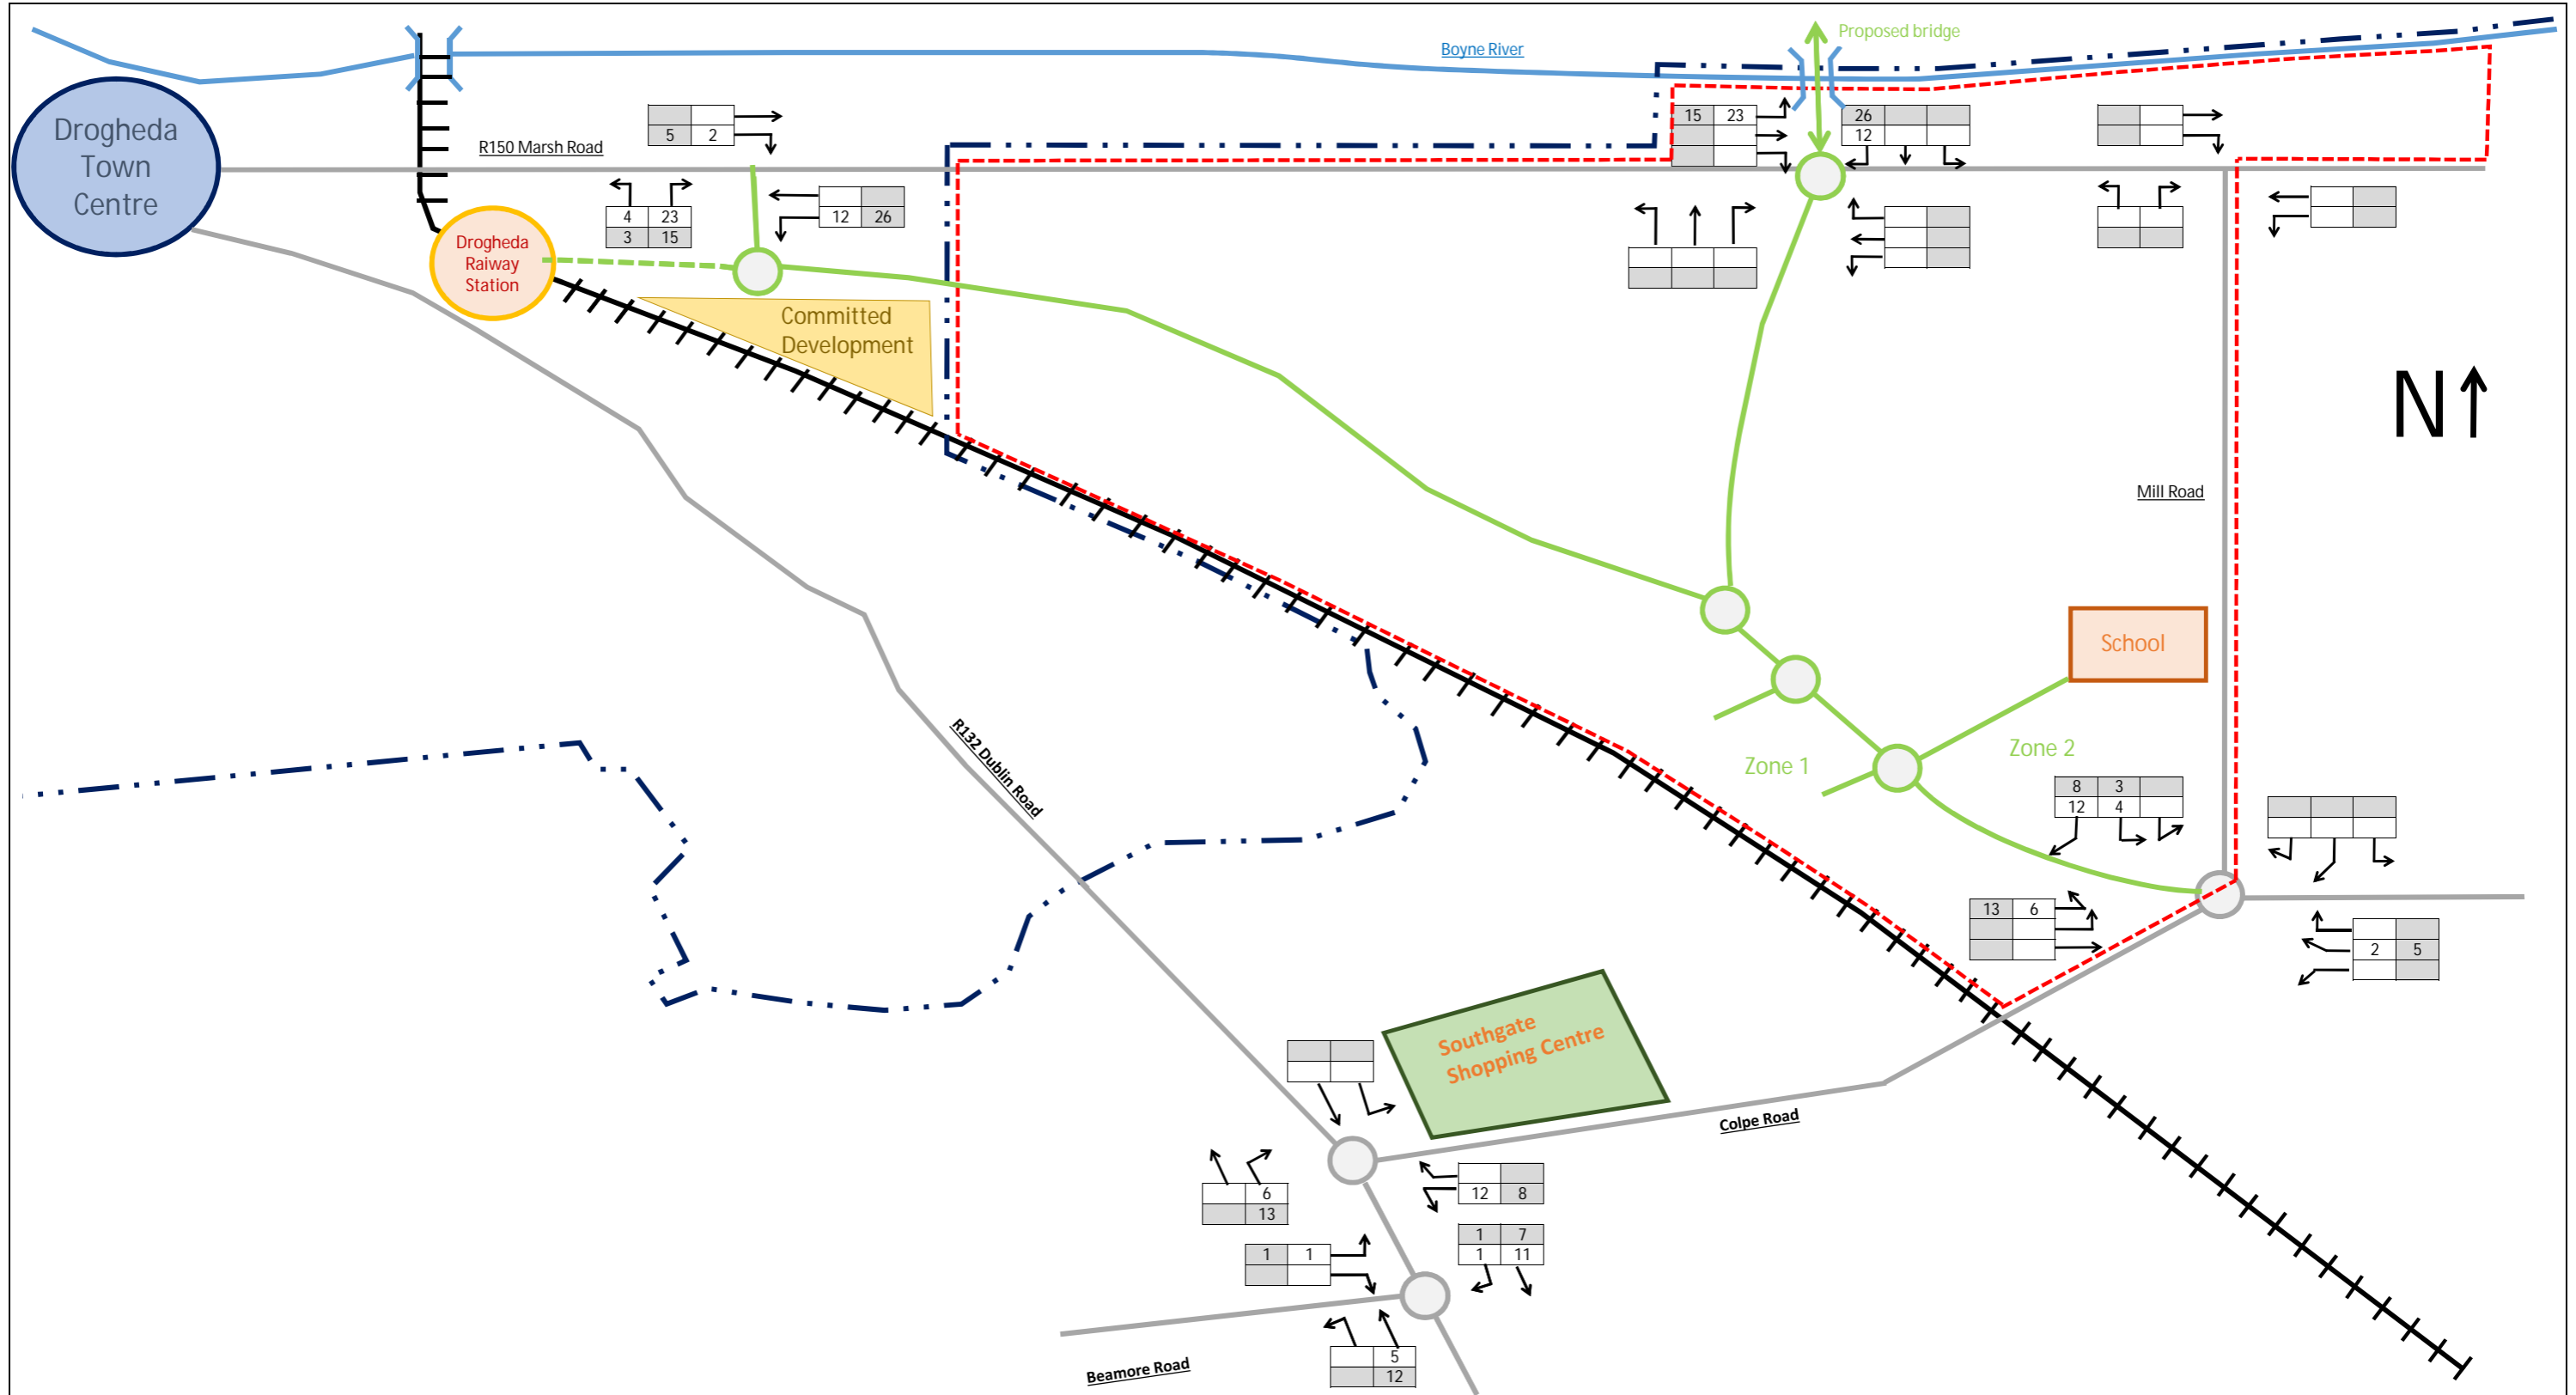 Proposed bridge
Boyne River
Drogheda
Town
Centre
R150 Marsh Road
5 2
15 23
26
12
4 23
3 15
12 26
Drogheda
Raiway
Station
Committed
Development
N
Mill Road
School
R132 Dublin Road
Zone 1
Zone 2
8 3
12 4
13 6
2 5
Southgate
Shopping Centre
Colpe Road
6
13
12 8
1 7
1 11
1 1
5
12
Beamore Road